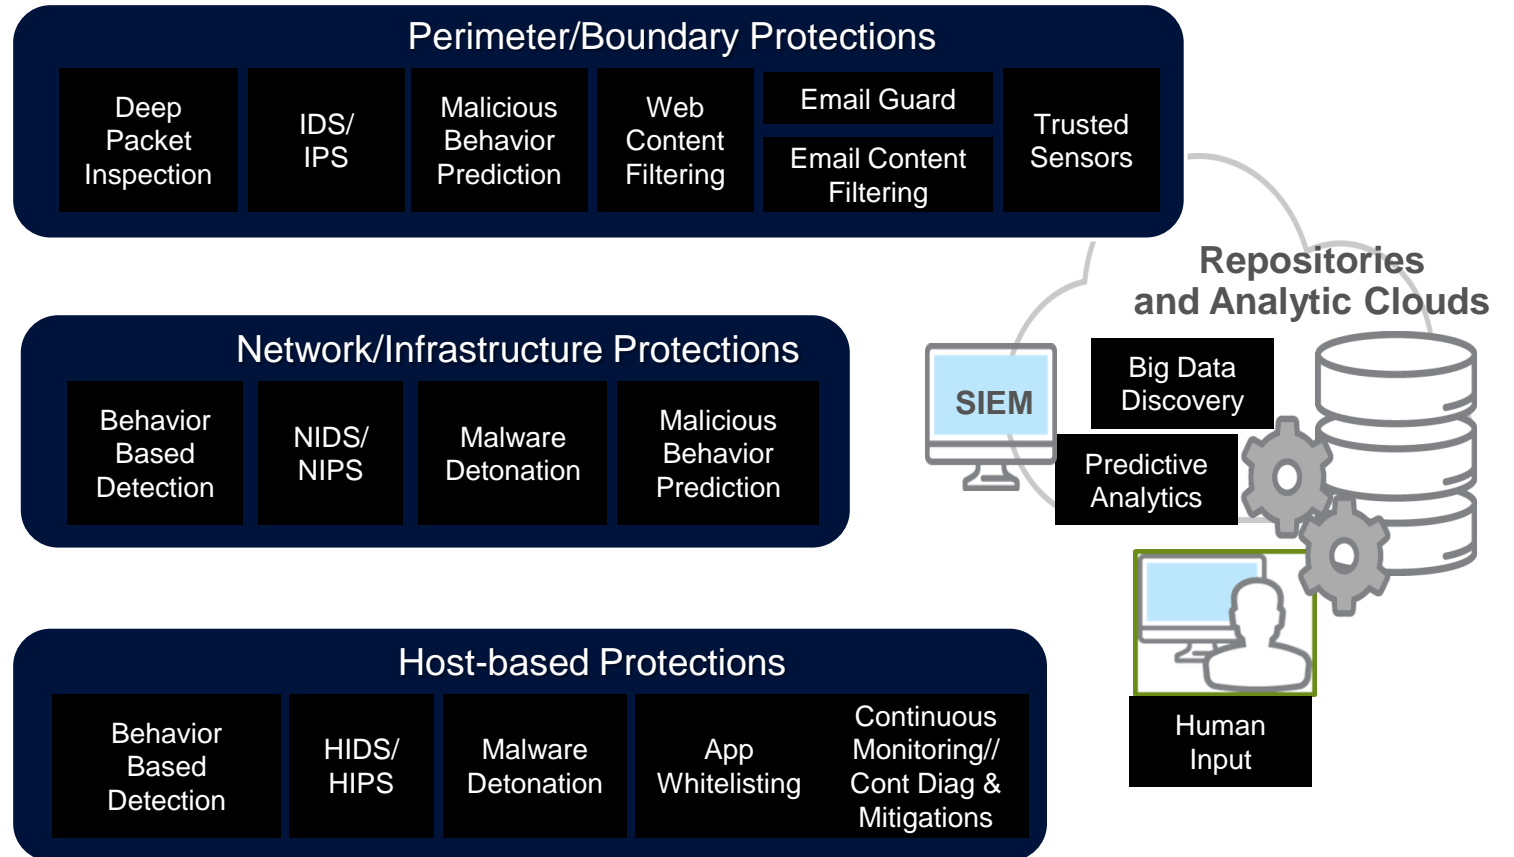 Perimeter/Boundary Protections
Deep
Packet
Inspection
IDS/
IPS
Malicious
Behavior
Prediction
Web
Content
Filtering
Email Guard
Email Content
Filtering
Trusted
Sensors
Repositories
and Analytic Clouds
Network/Infrastructure Protections
Behavior
Based
Detection
NIDS/
NIPS
Malware
Detonation
Malicious
Behavior
Prediction
SIEM
Big Data
Discovery
Predictive
Analytics
Host-based Protections
Behavior
Based
Detection
HIDS/
HIPS
Malware
Detonation
App
Whitelisting
Continuous
Monitoring//
Cont Diag &
Mitigations
Human
Input